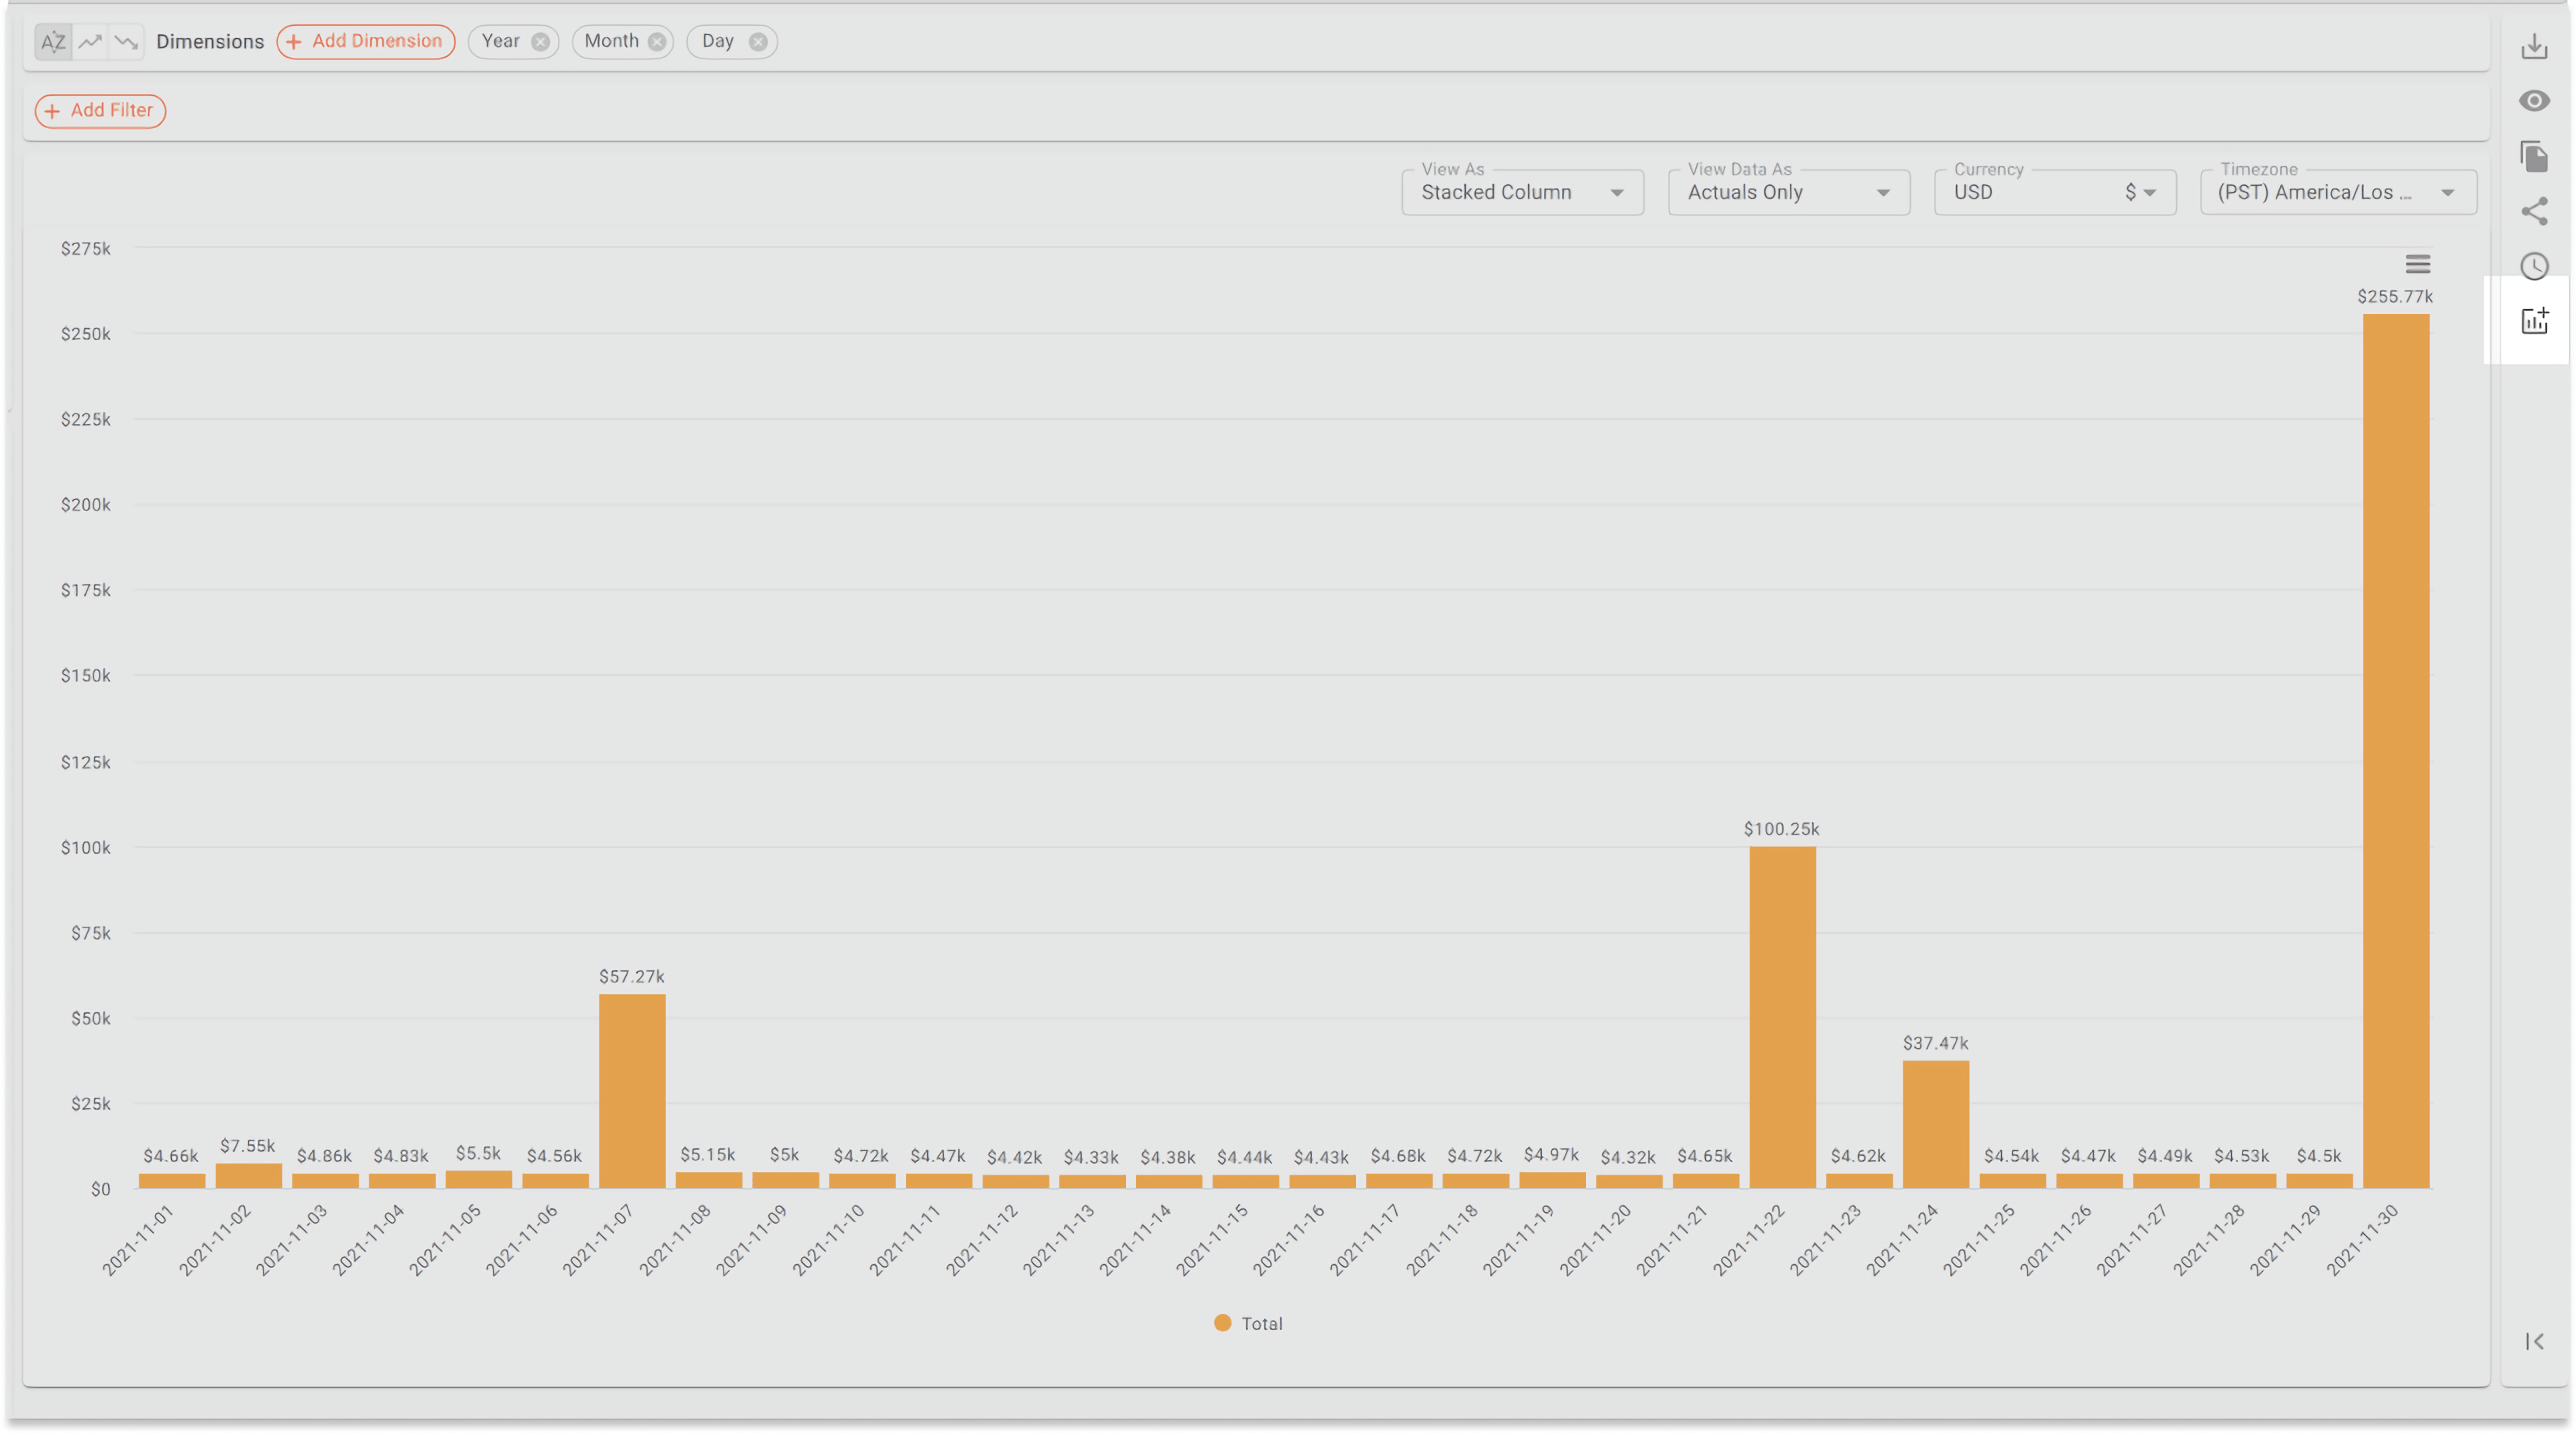 AZ Dimensions + Add Dimension Year Month Day
+ Add Filter
View As View Data As Currency Timezone
Stacked Column Actuals Only USD $ (PST) America/Los ...
$275k
$250k
$225k
$200k
$175k
$150k
$125k
$100k
$75k
$50k
$25k
$0
$4.66k $7.55k $4.86k $4.83k $5.5k $4.56k $57.27k $5.15k $5k $4.72k $4.47k $4.42k $4.33k $4.38k $4.44k $4.43k $4.68k $4.72k $4.97k $4.32k $4.65k $100.25k $4.62k $37.47k $4.54k $4.47k $4.49k $4.53k $4.5k $255.77k
2021-11-01 2021-11-02 2021-11-03 2021-11-04 2021-11-05 2021-11-06 2021-11-07 2021-11-08 2021-11-09 2021-11-10 2021-11-11 2021-11-12 2021-11-13 2021-11-14 2021-11-15 2021-11-16 2021-11-17 2021-11-18 2021-11-19 2021-11-20 2021-11-21 2021-11-22 2021-11-23 2021-11-24 2021-11-25 2021-11-26 2021-11-27 2021-11-28 2021-11-29 2021-11-30
Total